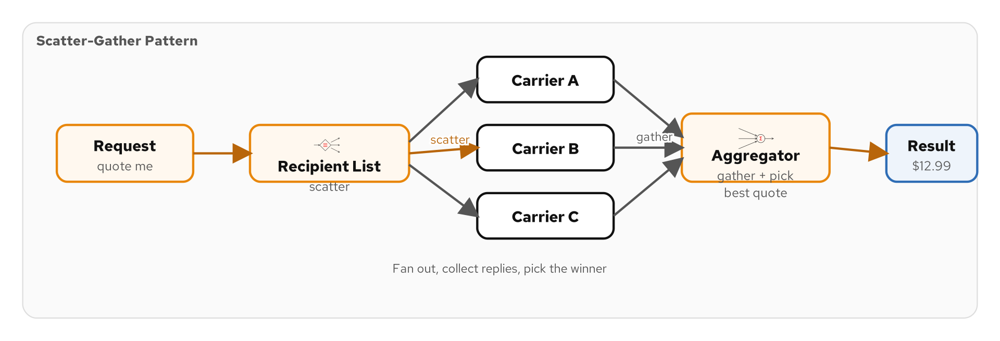 Scatter-Gather Pattern
Request
quote me
Recipient List
scatter
scatter
Carrier A
Carrier B
Carrier C
gather
Σ
Aggregator
gather + pick
best quote
Result
$12.99
Fan out, collect replies, pick the winner